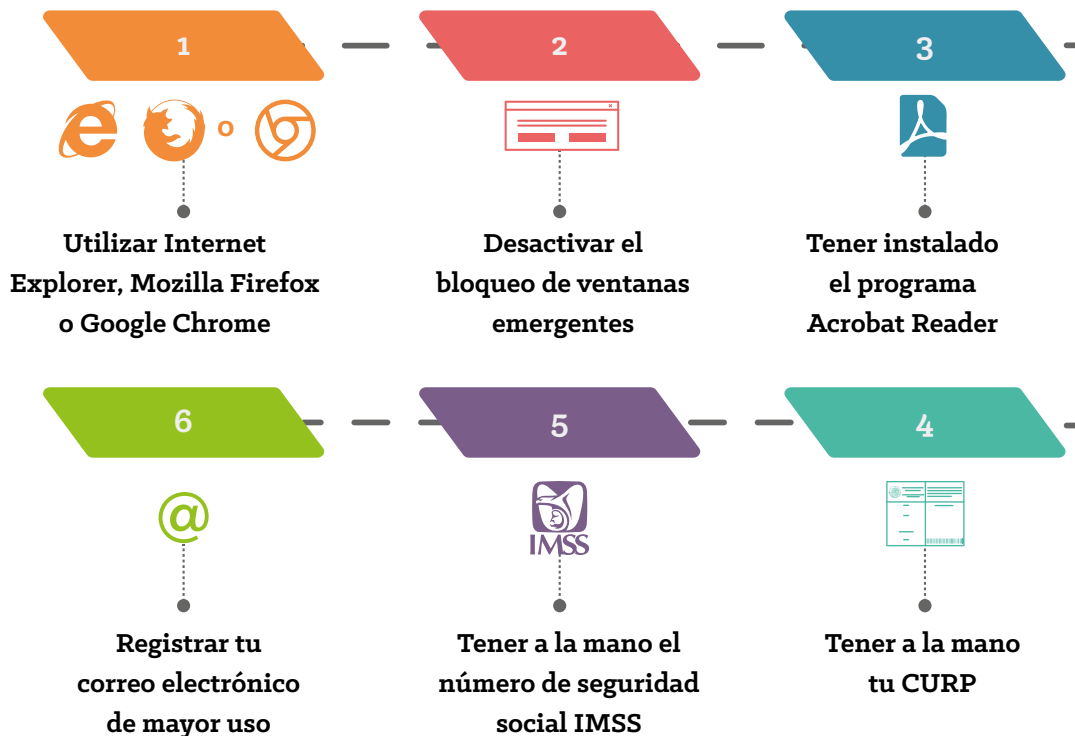 1
o
Utilizar Internet
Explorer, Mozilla Firefox
o Google Chrome
2
Desactivar el
bloqueo de ventanas
emergentes
3
Tener instalado
el programa
Acrobat Reader
4
Tener a la mano
tu CURP
5
IMSS
Tener a la mano el
número de seguridad
social IMSS
6
@
Registrar tu
correo electrónico
de mayor uso